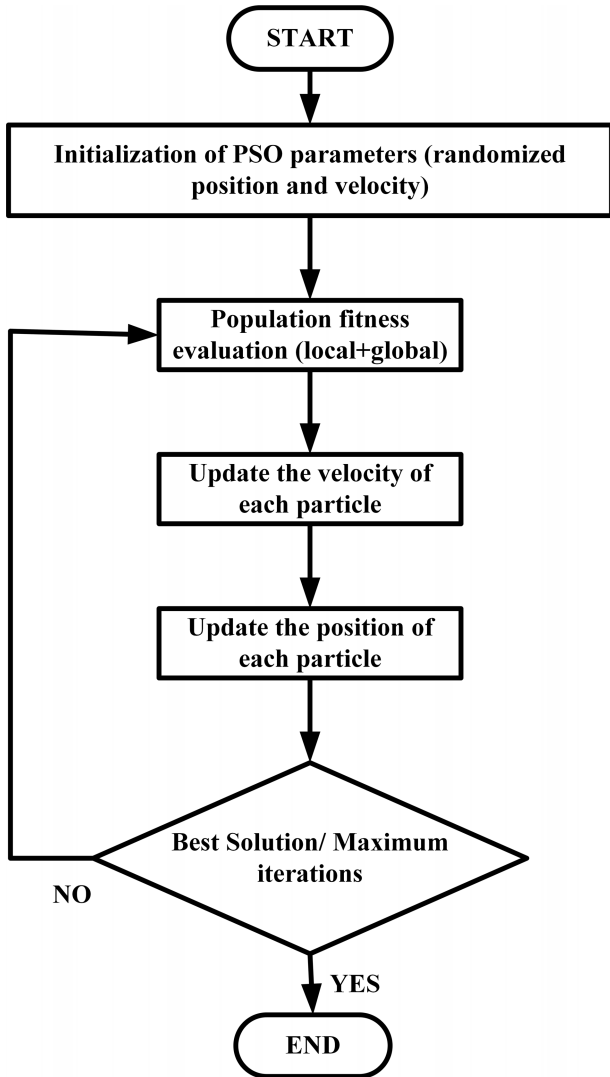 START
Initialization of PSO parameters (randomized
position and velocity)
Population fitness
evaluation (local+global)
Update the velocity of
each particle
Update the position of
each particle
Best Solution/ Maximum
iterations
NO
YES
END